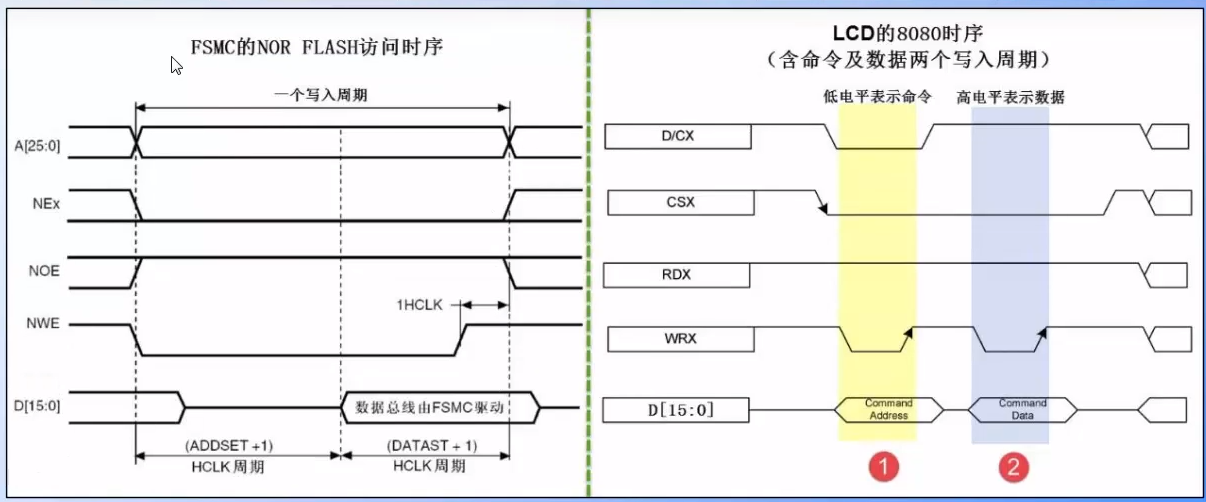 FSMC的NOR FLASH访问时序
一个写入周期
A[25:0]
NEx
NOE
1HCLK
NWE
D[15:0]
数据总线由FSMC驱动
(ADDSET +1)
HCLK 周期
(DATAST + 1)
HCLK 周期
LCD的8080时序
(含命令及数据两个写入周期)
低电平表示命令
高电平表示数据
D/CX
CSX
RDX
WRX
D[15:0]
Command
Address
Command
Data
1
2